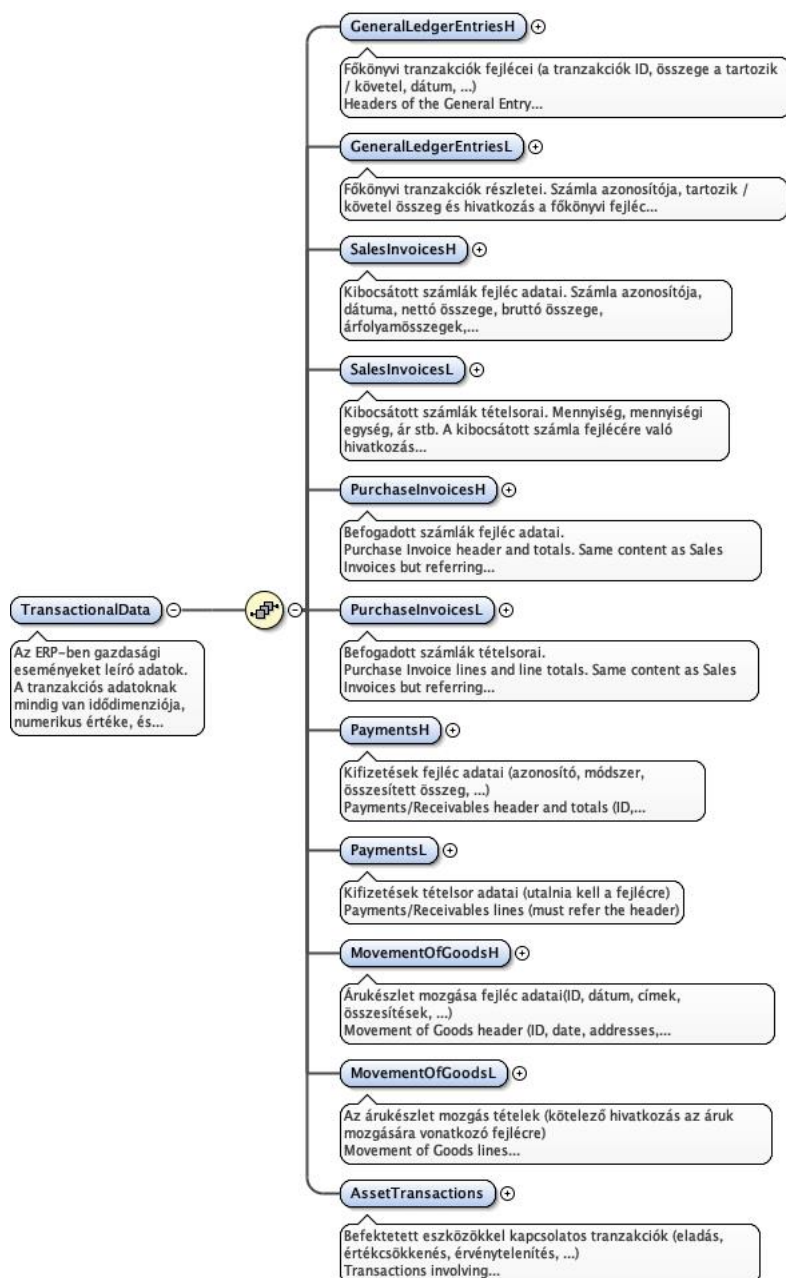 GeneralLedgerEntriesH
Főkönyvi tranzakciók fejlécei (a tranzakciók ID, összege a tartozik
/ követel, dátum, ...)
Headers of the General Entry...
GeneralLedgerEntriesL
Főkönyvi tranzakciók részletei. Számla azonosítója, tartozik /
követel összeg és hivatkozás a főkönyvi fejléc...
SalesInvoicesH
Kibocsátott számlák fejléc adatai. Számla azonosítója,
dátuma, nettó összege, bruttó összege,
árfolyamösszegek,...
SalesInvoicesL
Kibocsátott számlák tételsorai. Mennyiség, mennyiségi
egység, ár stb. A kibocsátott számla fejlécére való
hivatkozás...
PurchaseInvoicesH
Befogadott számlák fejléc adatai.
Purchase Invoice header and totals. Same content as Sales
Invoices but referring...
TransactionalData
Az ERP-ben gazdasági
eseményeket leíró adatok.
A tranzakciós adatoknak
mindig van idődimenziója,
numerikus értéke, és...
PurchaseInvoicesL
Befogadott számlák tételsorai.
Purchase Invoice lines and line totals. Same content as Sales
Invoices but referring...
PaymentsH
Kifizetések fejléc adatai (azonosító, módszer,
összesített összeg, ...)
Payments/Receivables header and totals (ID,...
PaymentsL
Kifizetések tételsor adatai (utalnia kell a fejlécre)
Payments/Receivables lines (must refer the header)
MovementOfGoodsH
Árukészlet mozgása fejléc adatai(ID, dátum, címek,
összesítések, ...)
Movement of Goods header (ID, date, addresses,...
MovementOfGoodsL
Az árukészlet mozgás tételek (kötelező hivatkozás az áruk
mozgására vonatkozó fejlécre)
Movement of Goods lines...
AssetTransactions
Befektetett eszközökkel kapcsolatos tranzakciók (eladás,
értékcsökkenés, érvénytelenítés, ...)
Transactions involving...